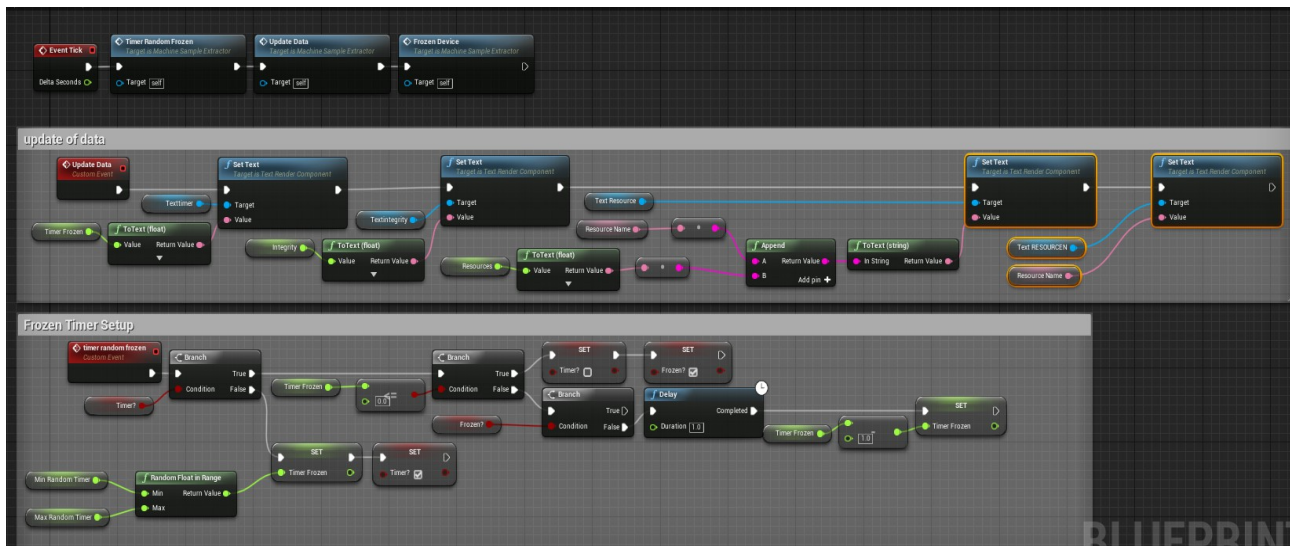 Event Tick
Delta Seconds
Timer Random Frozen
Target is Machine Sample Extractor
Target self
Update Data
Target is Machine Sample Extractor
Target self
Frozen Device
Target is Machine Sample Extractor
Target self
update of data
Update Data
Custom Event
Timer Frozen
ToText (float)
Value Return Value
Texttimer
Set Text
Target is Text Render Component
Target
Value
Integrity
ToText (float)
Value Return Value
Textintegrity
Set Text
Target is Text Render Component
Target
Value
Text Resource
Resource Name
Resources
ToText (float)
Value Return Value
Append
A Return Value
B
Add pin +
ToText (string)
In String Return Value
Set Text
Target is Text Render Component
Target
Value
Text RESOURCEN
Resource Name
Set Text
Target is Text Render Component
Target
Value
Frozen Timer Setup
timer random frozen
Custom Event
Timer?
Branch
True
Condition False
Timer Frozen
0.0
<=
Branch
True
Condition False
SET
Timer?
SET
Frozen?
Frozen?
Branch
True
Condition False
Delay
Completed
Duration 1.0
Timer Frozen
1.0
-
SET
Timer Frozen
Min Random Timer
Max Random Timer
Random Float in Range
Min Return Value
Max
SET
Timer Frozen
SET
Timer?
BLUEPRINT